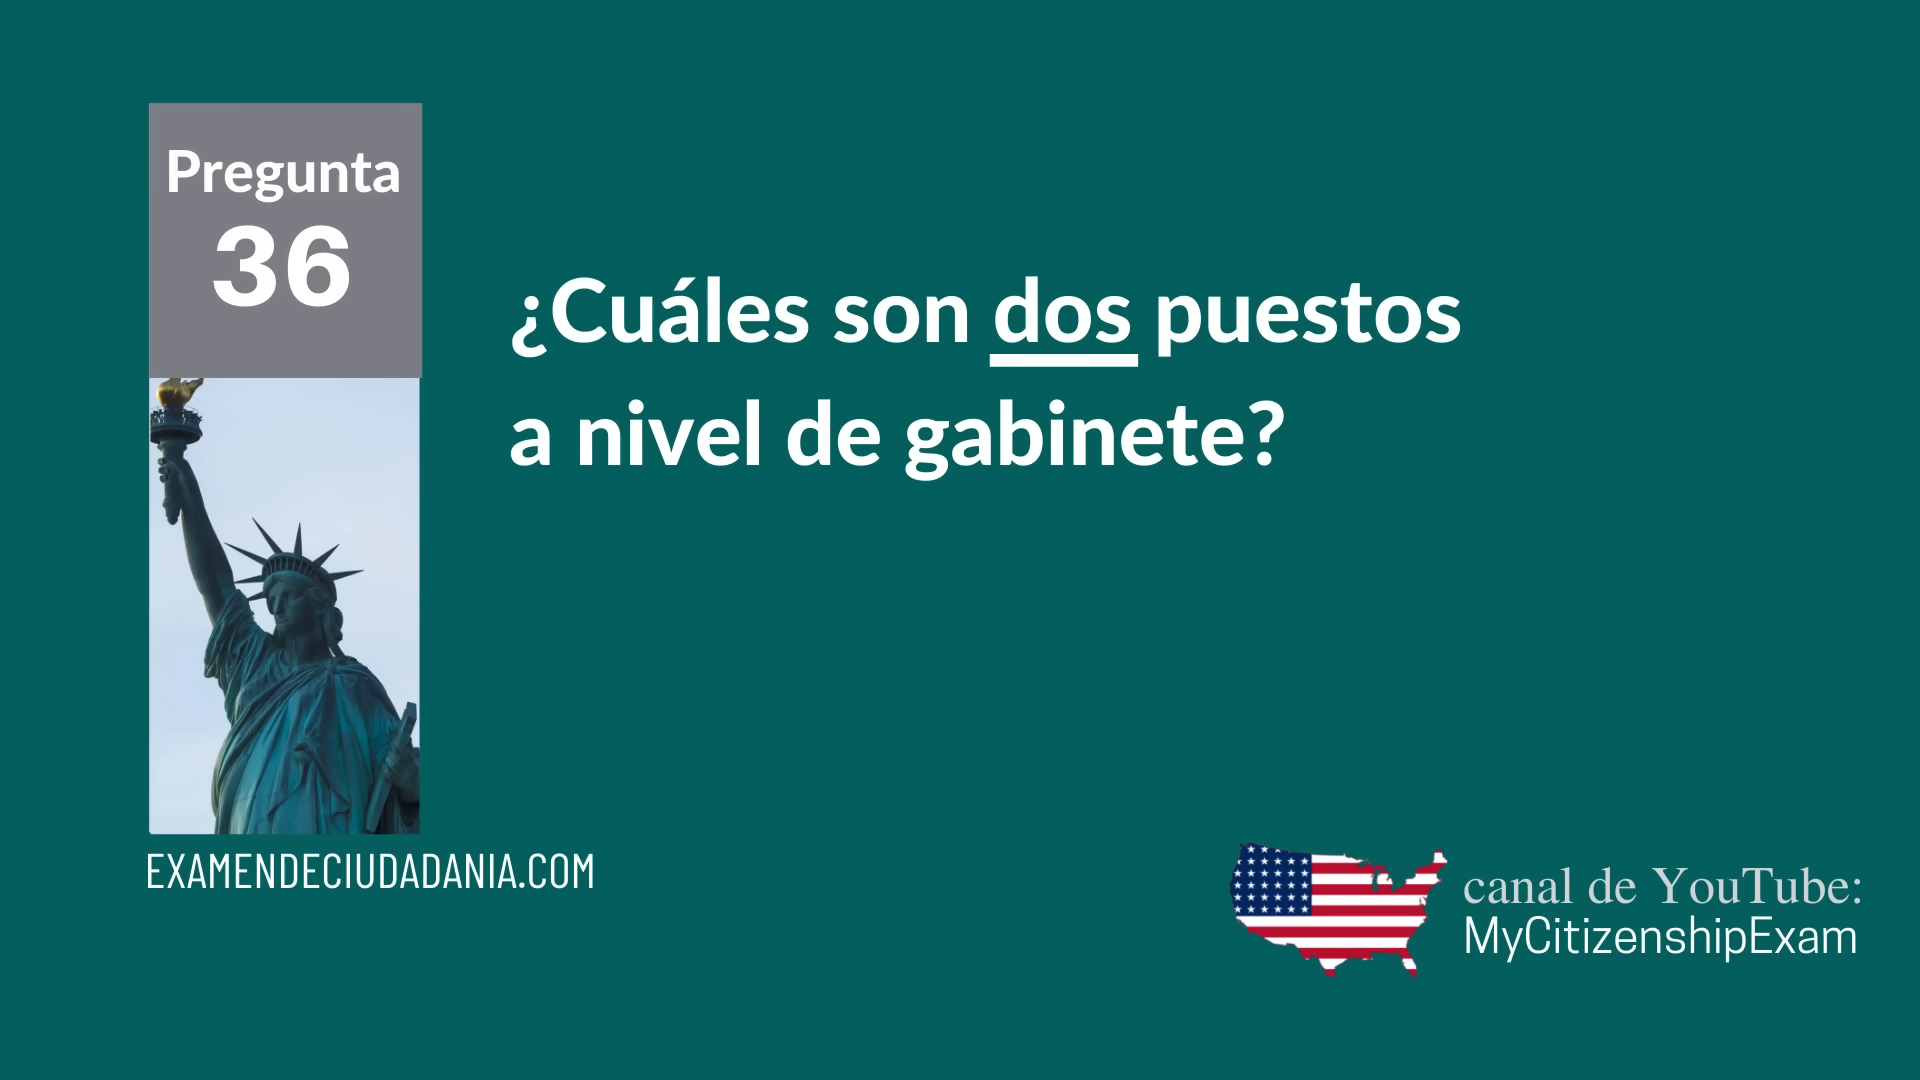 Pregunta
36
¿Cuáles son dos puestos
a nivel de gabinete?
EXAMENDECIUDADANIA.COM
canal de YouTube:
MyCitizenshipExam